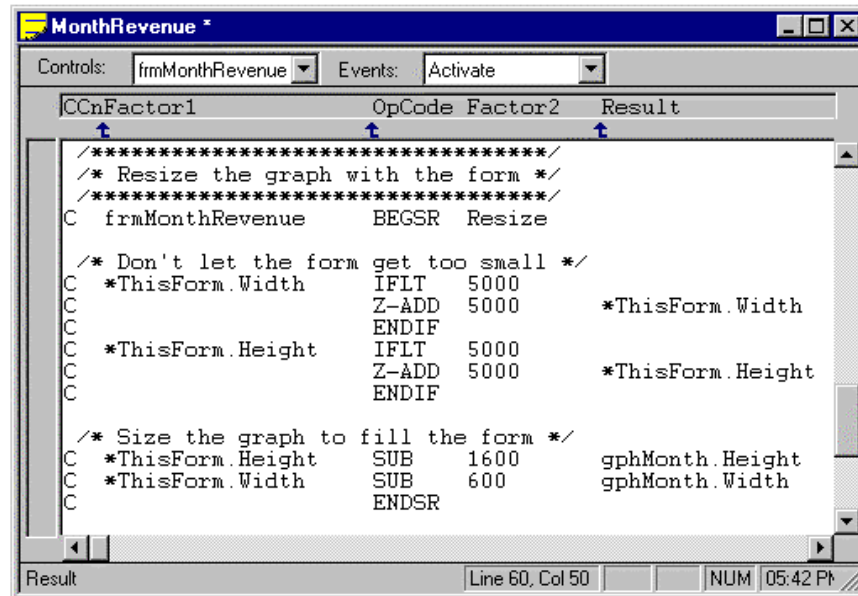 MonthRevenue *
Controls: frmMonthRevenue Events: Activate
CCnFactor1 OpCode Factor2 Result
/**********************************/
/* Resize the graph with the form */
/**********************************/
C frmMonthRevenue BEGSR Resize
/* Don't let the form get too small */
C *ThisForm.Width IFLT 5000
C Z-ADD 5000 *ThisForm.Width
C ENDIF
C *ThisForm.Height IFLT 5000
C Z-ADD 5000 *ThisForm.Height
C ENDIF
/* Size the graph to fill the form */
C *ThisForm.Height SUB 1600 gphMonth.Height
C *ThisForm.Width SUB 600 gphMonth.Width
C ENDSR
Result Line 60, Col 50 NUM 05:42 PM